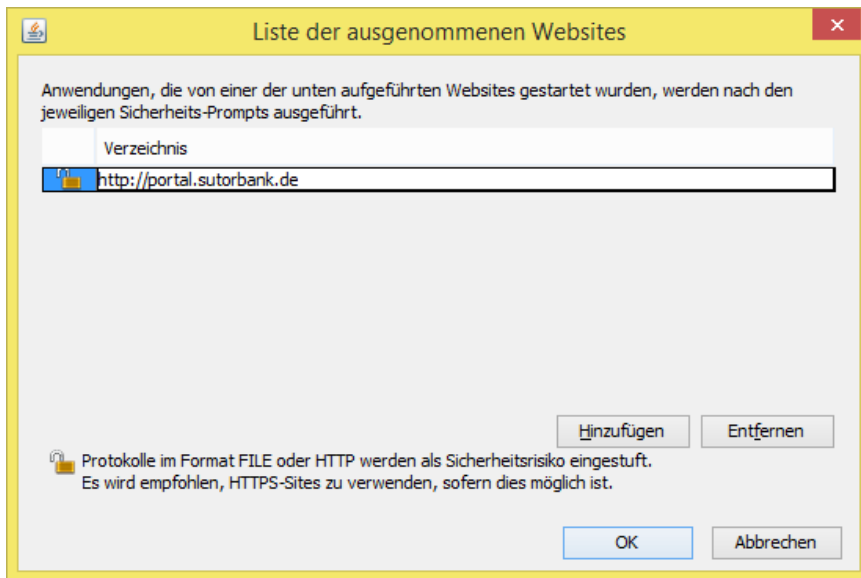 Liste der ausgenommenen Websites
Anwendungen, die von einer der unten aufgeführten Websites gestartet wurden, werden nach den
jeweiligen Sicherheits-Prompts ausgeführt.
Verzeichnis
http://portal.sutorbank.de
Hinzufügen Entfernen
Protokolle im Format FILE oder HTTP werden als Sicherheitsrisiko eingestuft.
Es wird empfohlen, HTTPS-Sites zu verwenden, sofern dies möglich ist.
OK Abbrechen